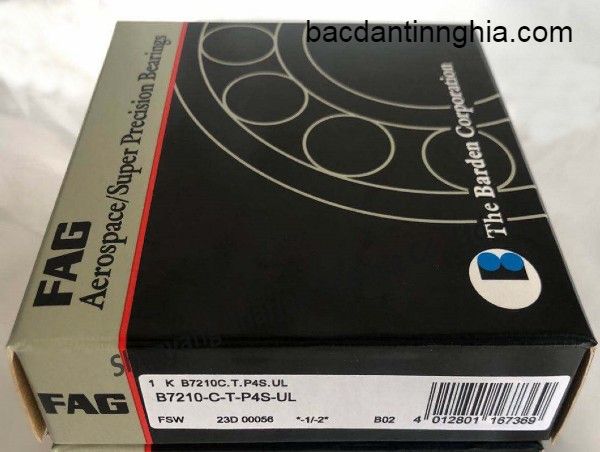 bacdantinnghia.com
FAG
Aerospace/Super Precision Bearings
The Barden Corporation
B
FAG
1 K B7210C.T.P4S.UL
B7210-C-T-P4S-UL
FSW 23D 00056 *-1/-2* B02
4 012801 167369